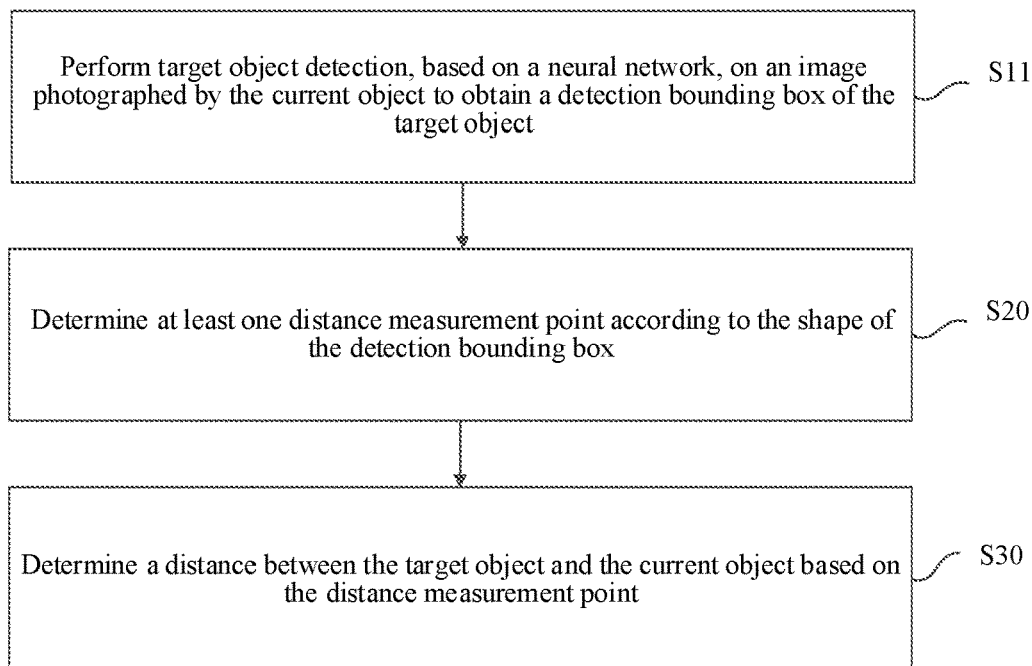 Perform target object detection, based on a neural network, on an image
photographed by the current object to obtain a detection bounding box of the
target object
S11
Determine at least one distance measurement point according to the shape of
the detection bounding box
S20
Determine a distance between the target object and the current object based on
the distance measurement point
S30